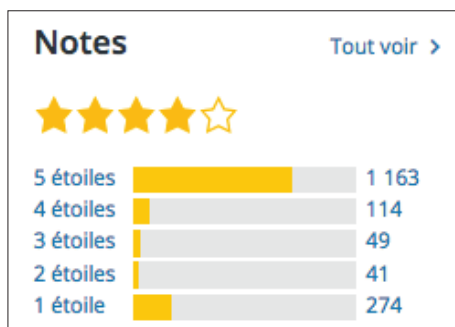 Notes Tout voir >
5 étoiles 1 163
4 étoiles 114
3 étoiles 49
2 étoiles 41
1 étoile 274